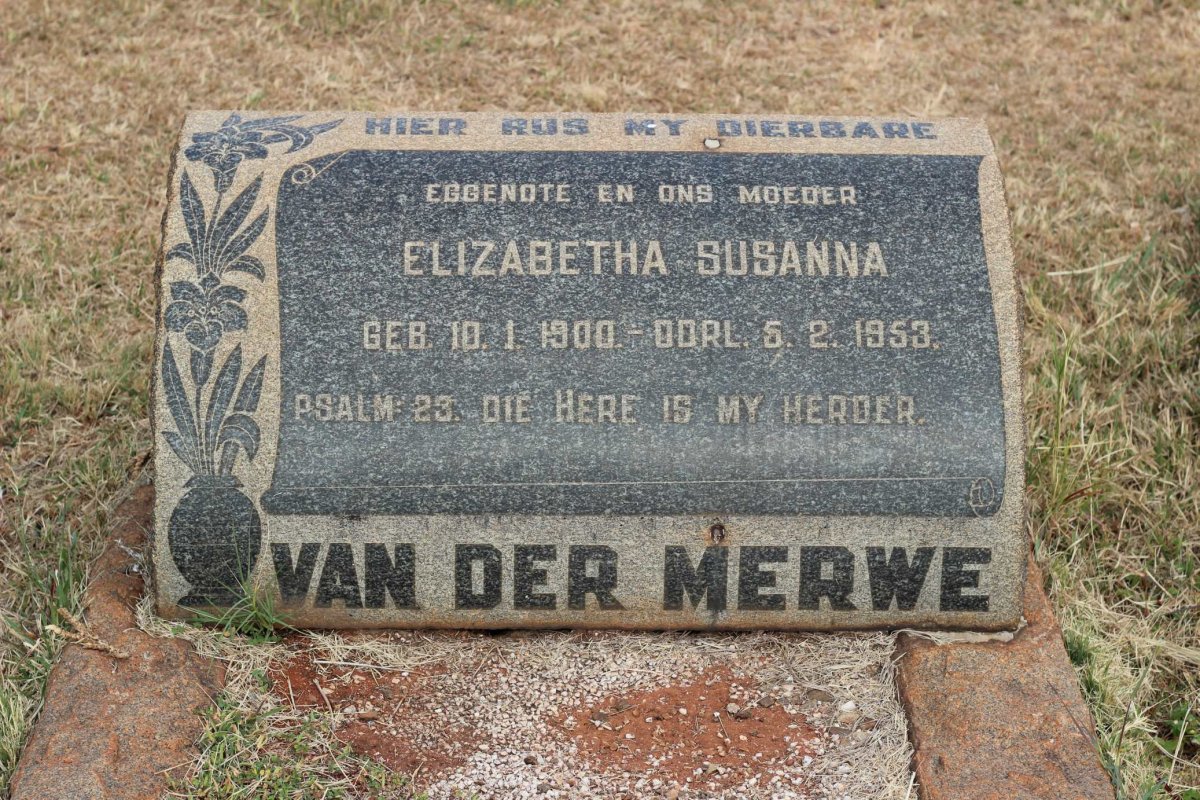 HIER RUS MY DIERBARE
EGGENOTE EN ONS MOEDER
ELIZABETHA SUSANNA
GEB. 10. 1. 1900. - OORL. 5. 2. 1953.
PSALM 23. DIE HERE IS MY HERDER.
VAN DER MERWE